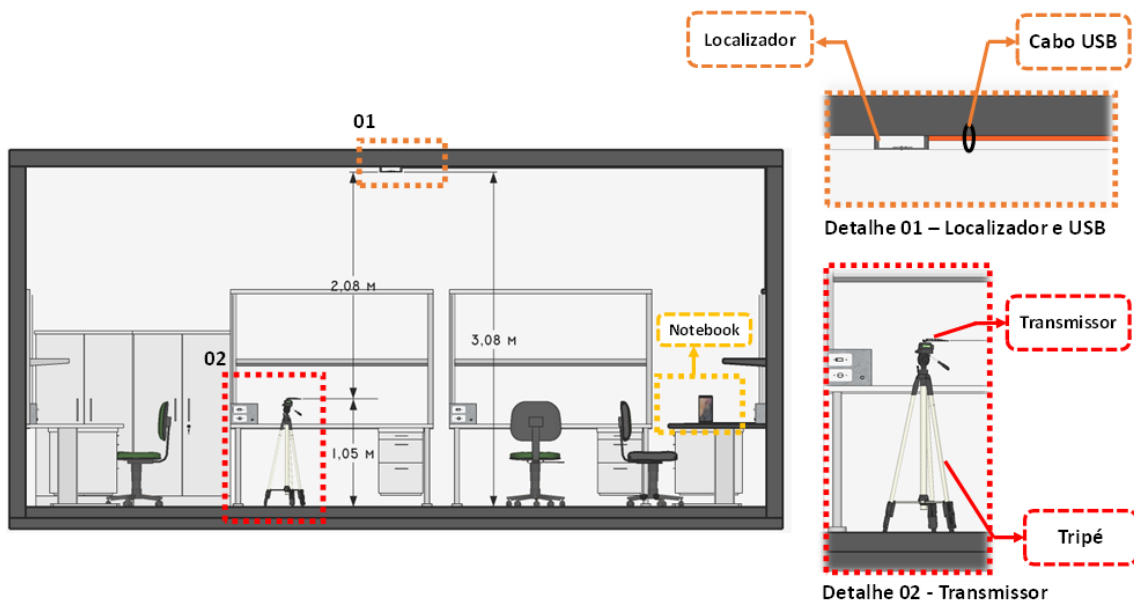 Localizador
Cabo USB
01
Detalhe 01 – Localizador e USB
2,08 M
3,08 M
Notebook
02
1,05 M
Transmissor
Tripé
Detalhe 02 - Transmissor